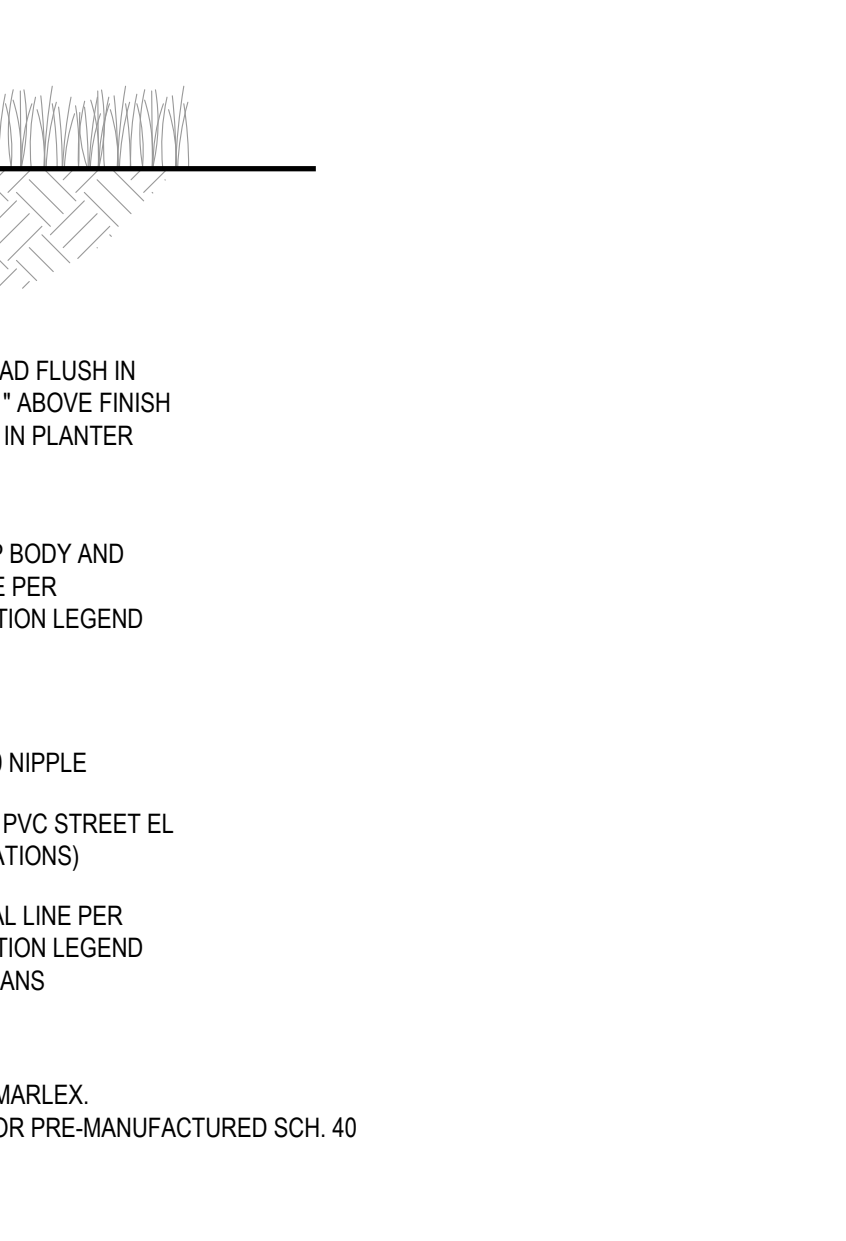 AD FLUSH IN
" ABOVE FINISH
IN PLANTER
BODY AND
E PER
TION LEGEND
NIPPLE
PVC STREET EL
ATIONS)
AL LINE PER
TION LEGEND
ANS
MARLEX.
OR PRE-MANUFACTURED SCH. 40